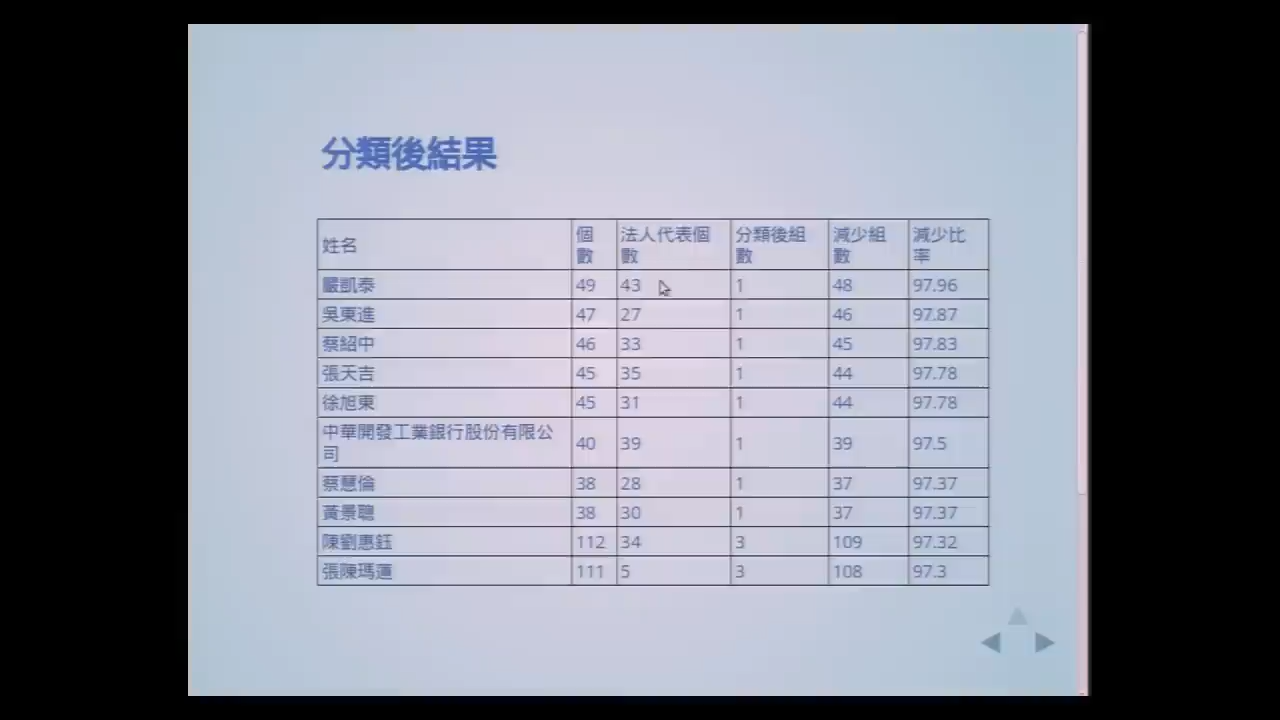 分類後結果
姓名 個數 法人代表個數 分類後組數 減少組數 減少比率
嚴凱泰 49 43 1 48 97.96
吳東進 47 27 1 46 97.87
蔡紹中 46 33 1 45 97.83
張天吉 45 35 1 44 97.78
徐旭東 45 31 1 44 97.78
中華開發工業銀行股份有限公司 40 39 1 39 97.5
蔡慧倫 38 28 1 37 97.37
黃景聰 38 30 1 37 97.37
陳劉惠鈺 112 34 3 109 97.32
張陳瑪蓮 111 5 3 108 97.3